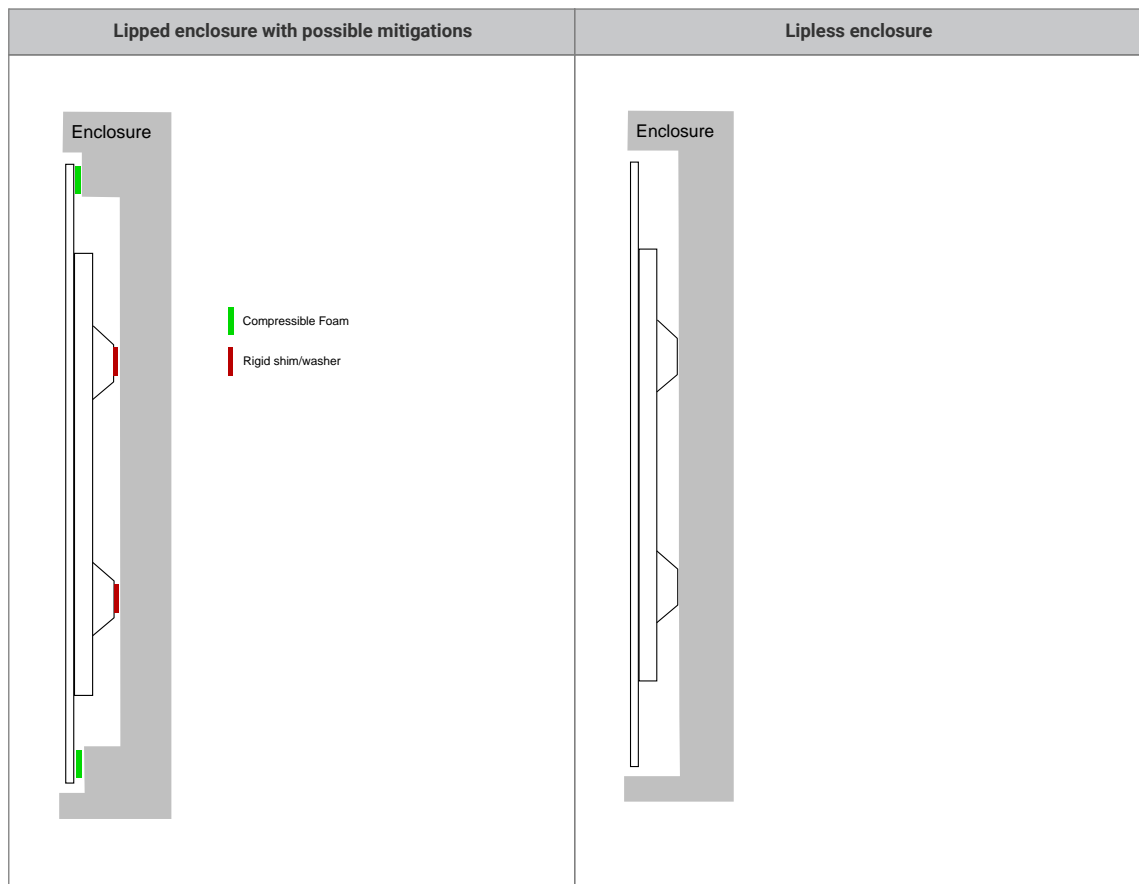 Lipped enclosure with possible mitigations
Lipless enclosure
Enclosure
Compressible Foam
Rigid shim/washer
Enclosure